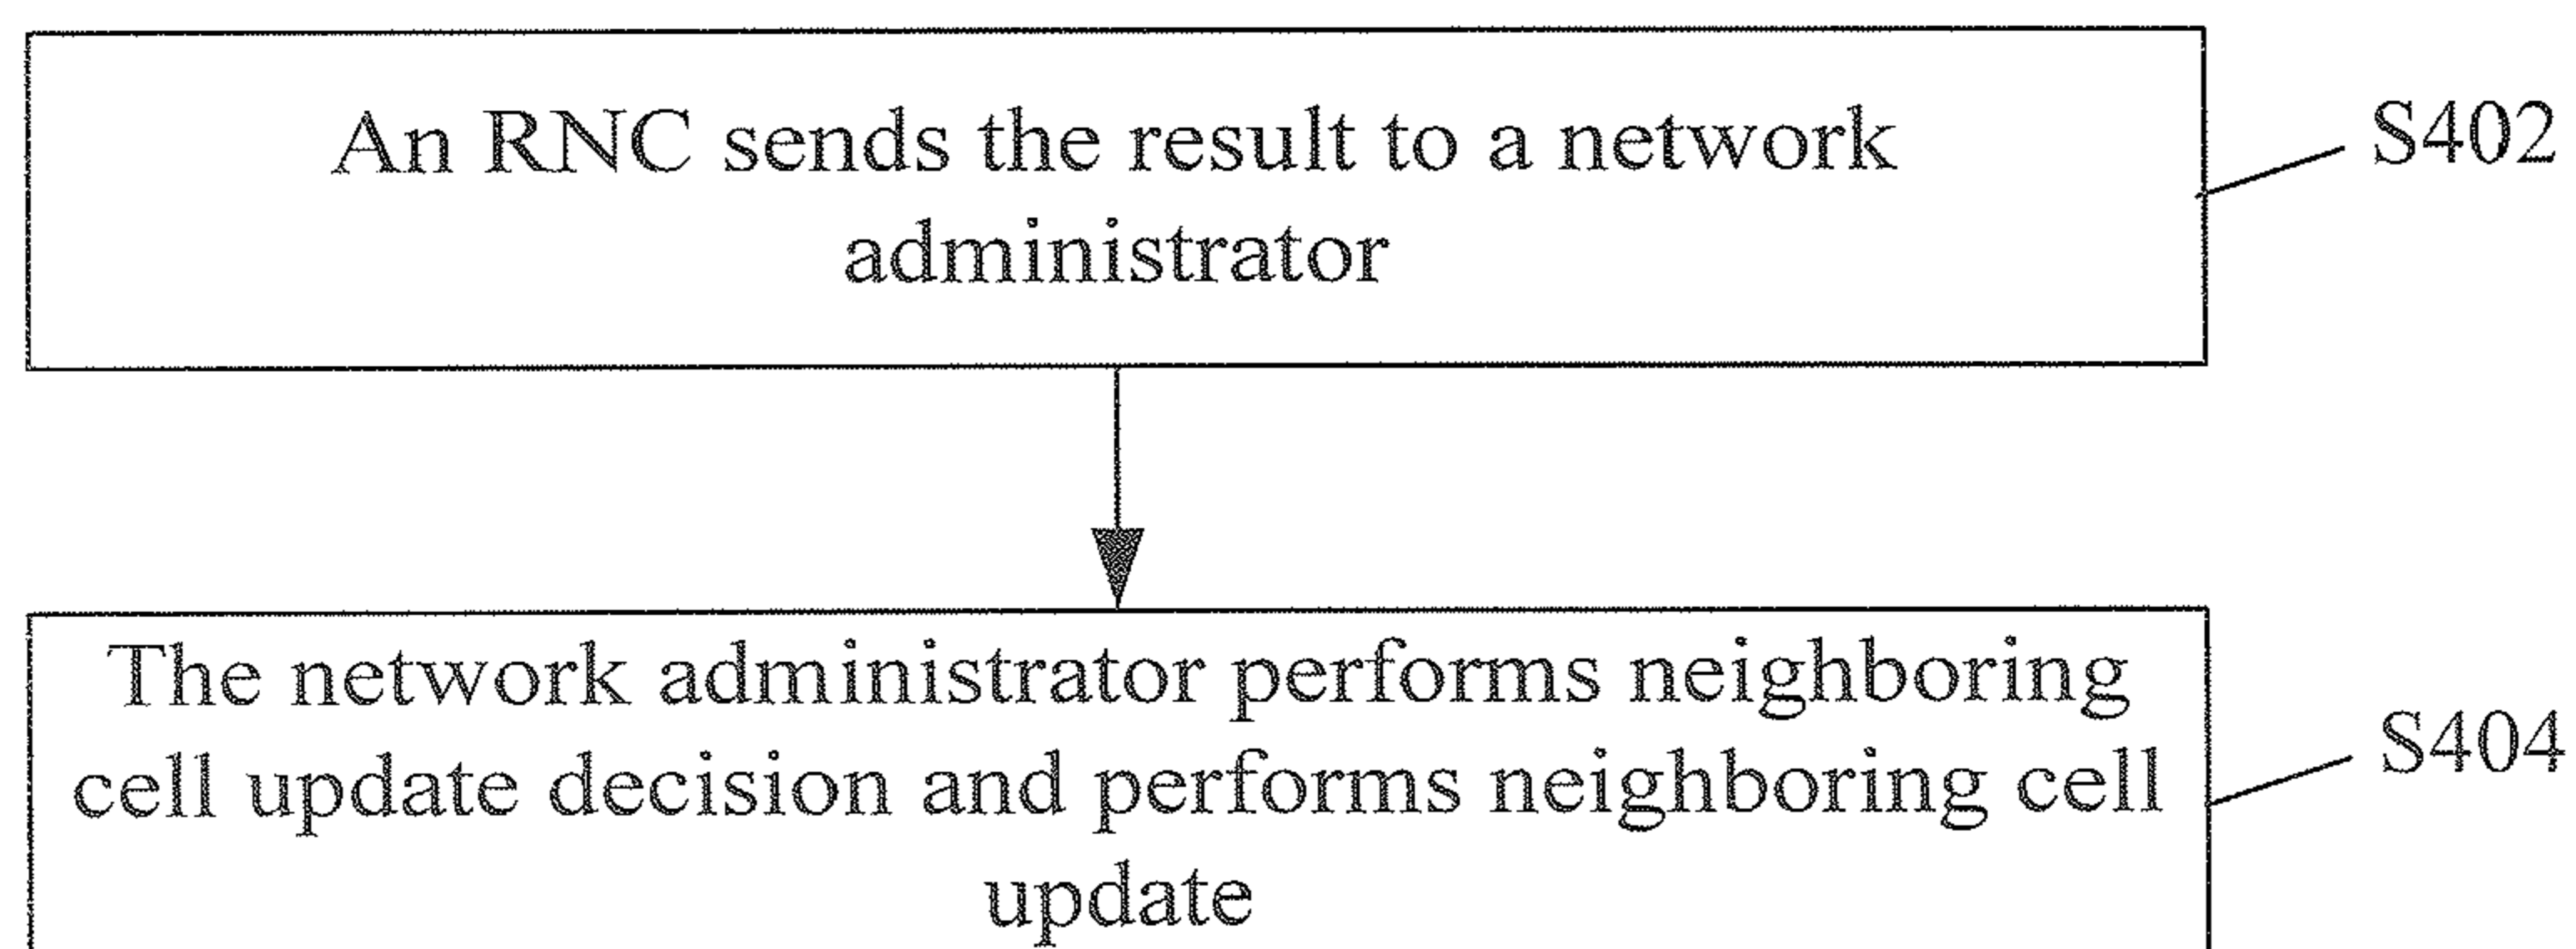 An RNC sends the result to a network
administrator
S402
The network administrator performs neighboring
cell update decision and performs neighboring cell
update
S404